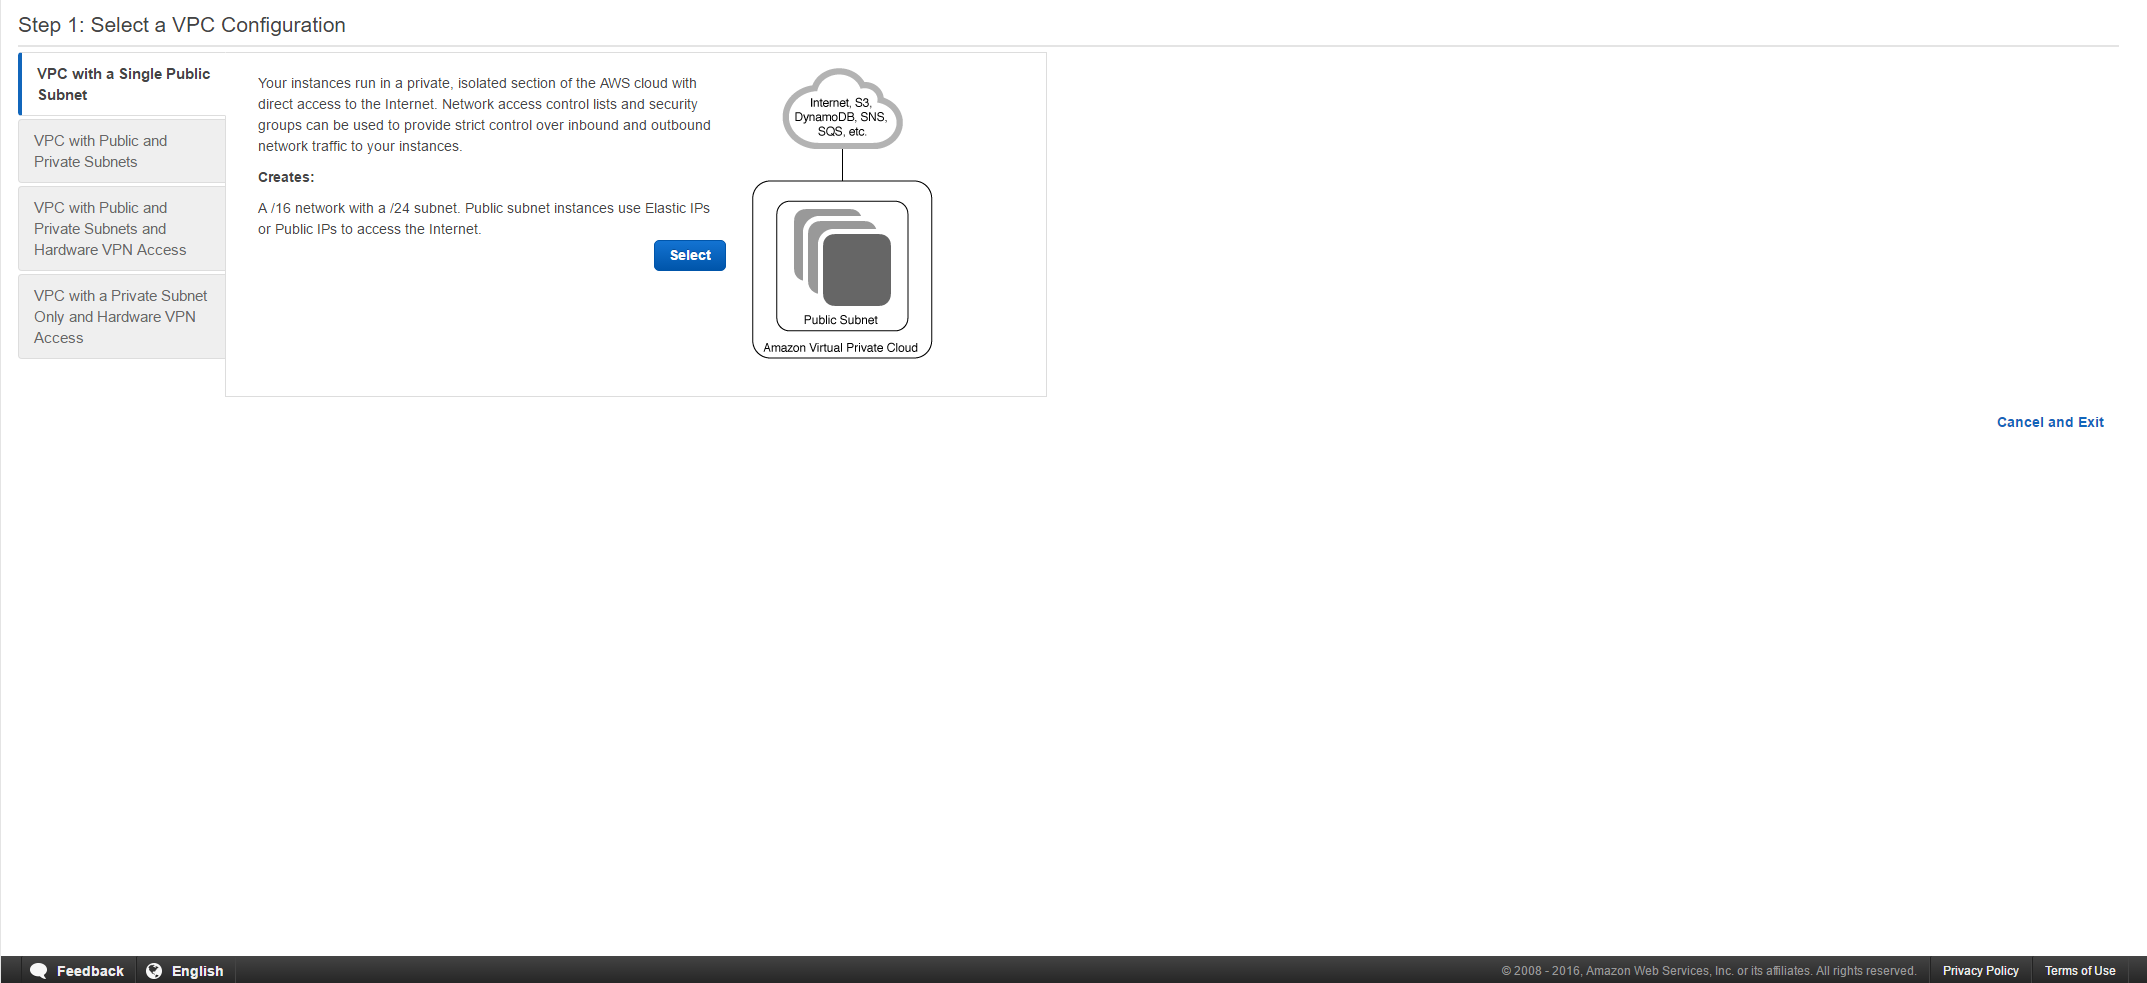 Step 1: Select a VPC Configuration
VPC with a Single Public
Subnet
VPC with Public and
Private Subnets
VPC with Public and
Private Subnets and
Hardware VPN Access
VPC with a Private Subnet
Only and Hardware VPN
Access
Your instances run in a private, isolated section of the AWS cloud with
direct access to the Internet. Network access control lists and security
groups can be used to provide strict control over inbound and outbound
network traffic to your instances.
Creates:
A /16 network with a /24 subnet. Public subnet instances use Elastic IPs
or Public IPs to access the Internet.
Select
Internet, S3,
DynamoDB, SNS,
SQS, etc.
Public Subnet
Amazon Virtual Private Cloud
Cancel and Exit
Feedback
English
© 2008 - 2016, Amazon Web Services, Inc. or its affiliates. All rights reserved.
Privacy Policy
Terms of Use